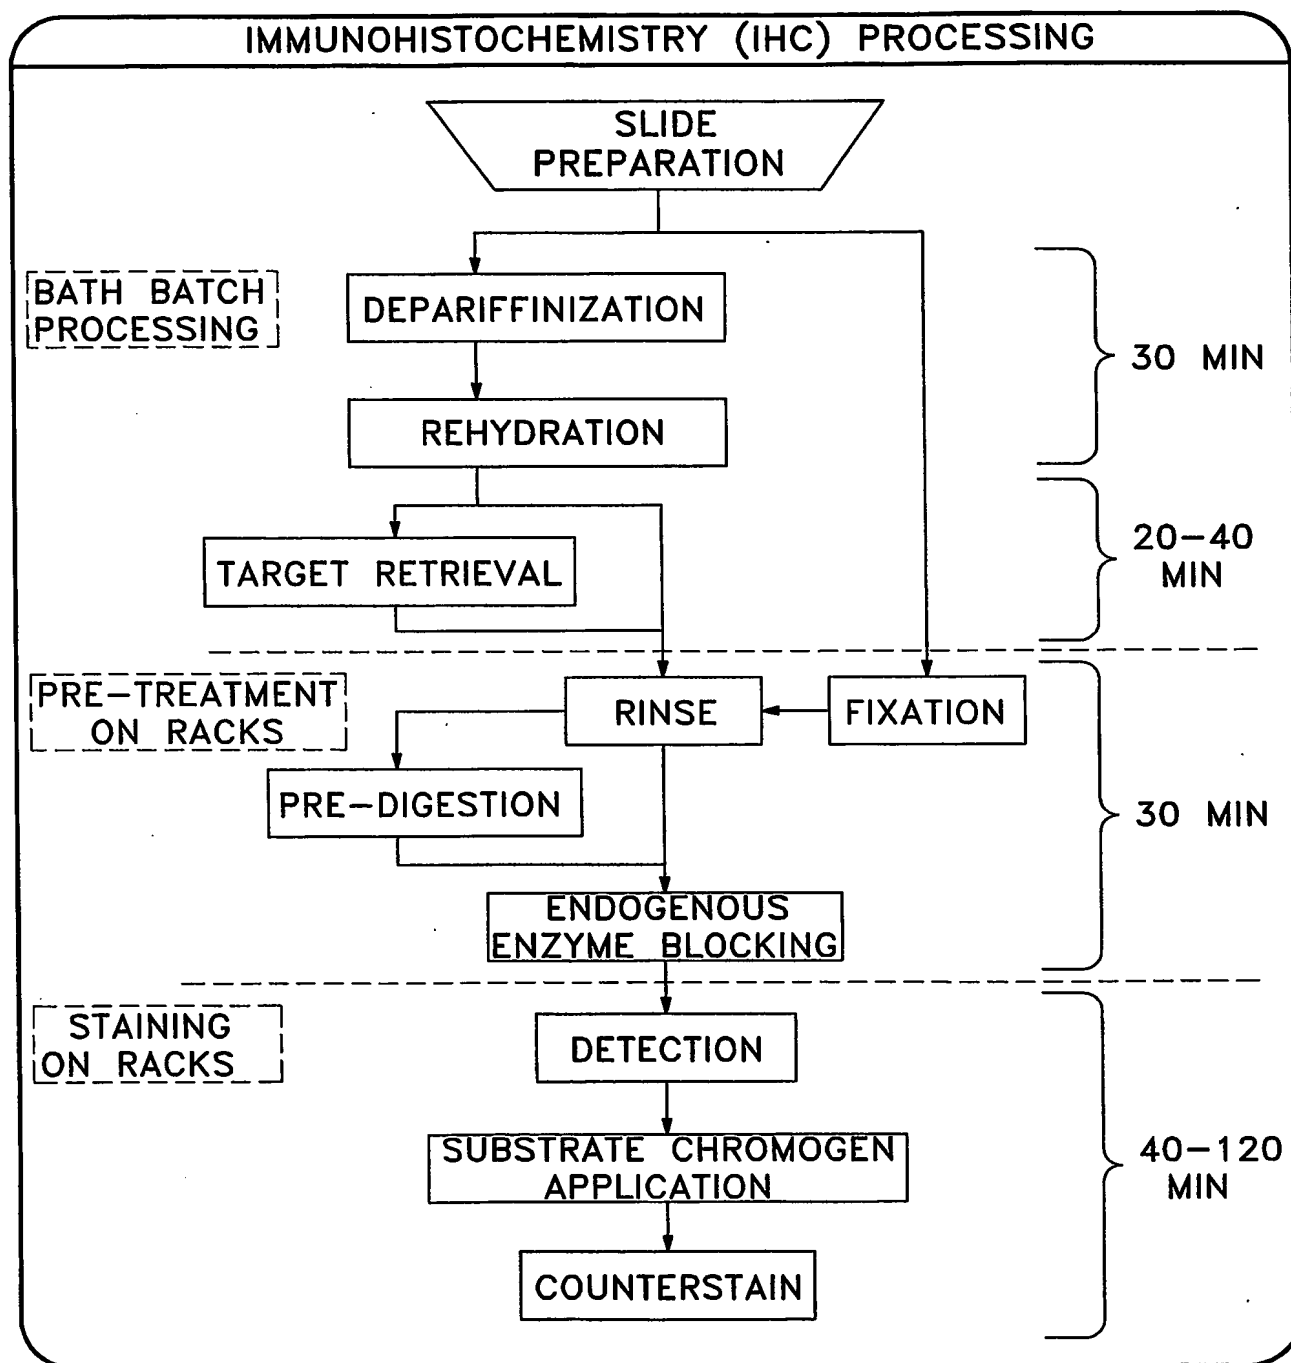 IMMUNOHISTOCHEMISTRY (IHC) PROCESSING
SLIDE
PREPARATION
BATH BATCH
PROCESSING
DEPARIFFINIZATION
30 MIN
REHYDRATION
TARGET RETRIEVAL
20-40
MIN
PRE-TREATMENT
ON RACKS
RINSE
FIXATION
PRE-DIGESTION
30 MIN
ENDOGENOUS
ENZYME BLOCKING
STAINING
ON RACKS
DETECTION
SUBSTRATE CHROMOGEN
APPLICATION
40-120
MIN
COUNTERSTAIN